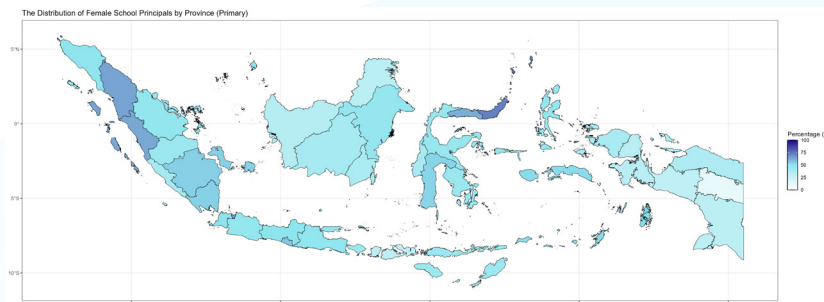 The Distribution of Female School Principals by Province (Primary)
5°N
0°
5°S
10°S
Percentage (
100
75
50
25
0